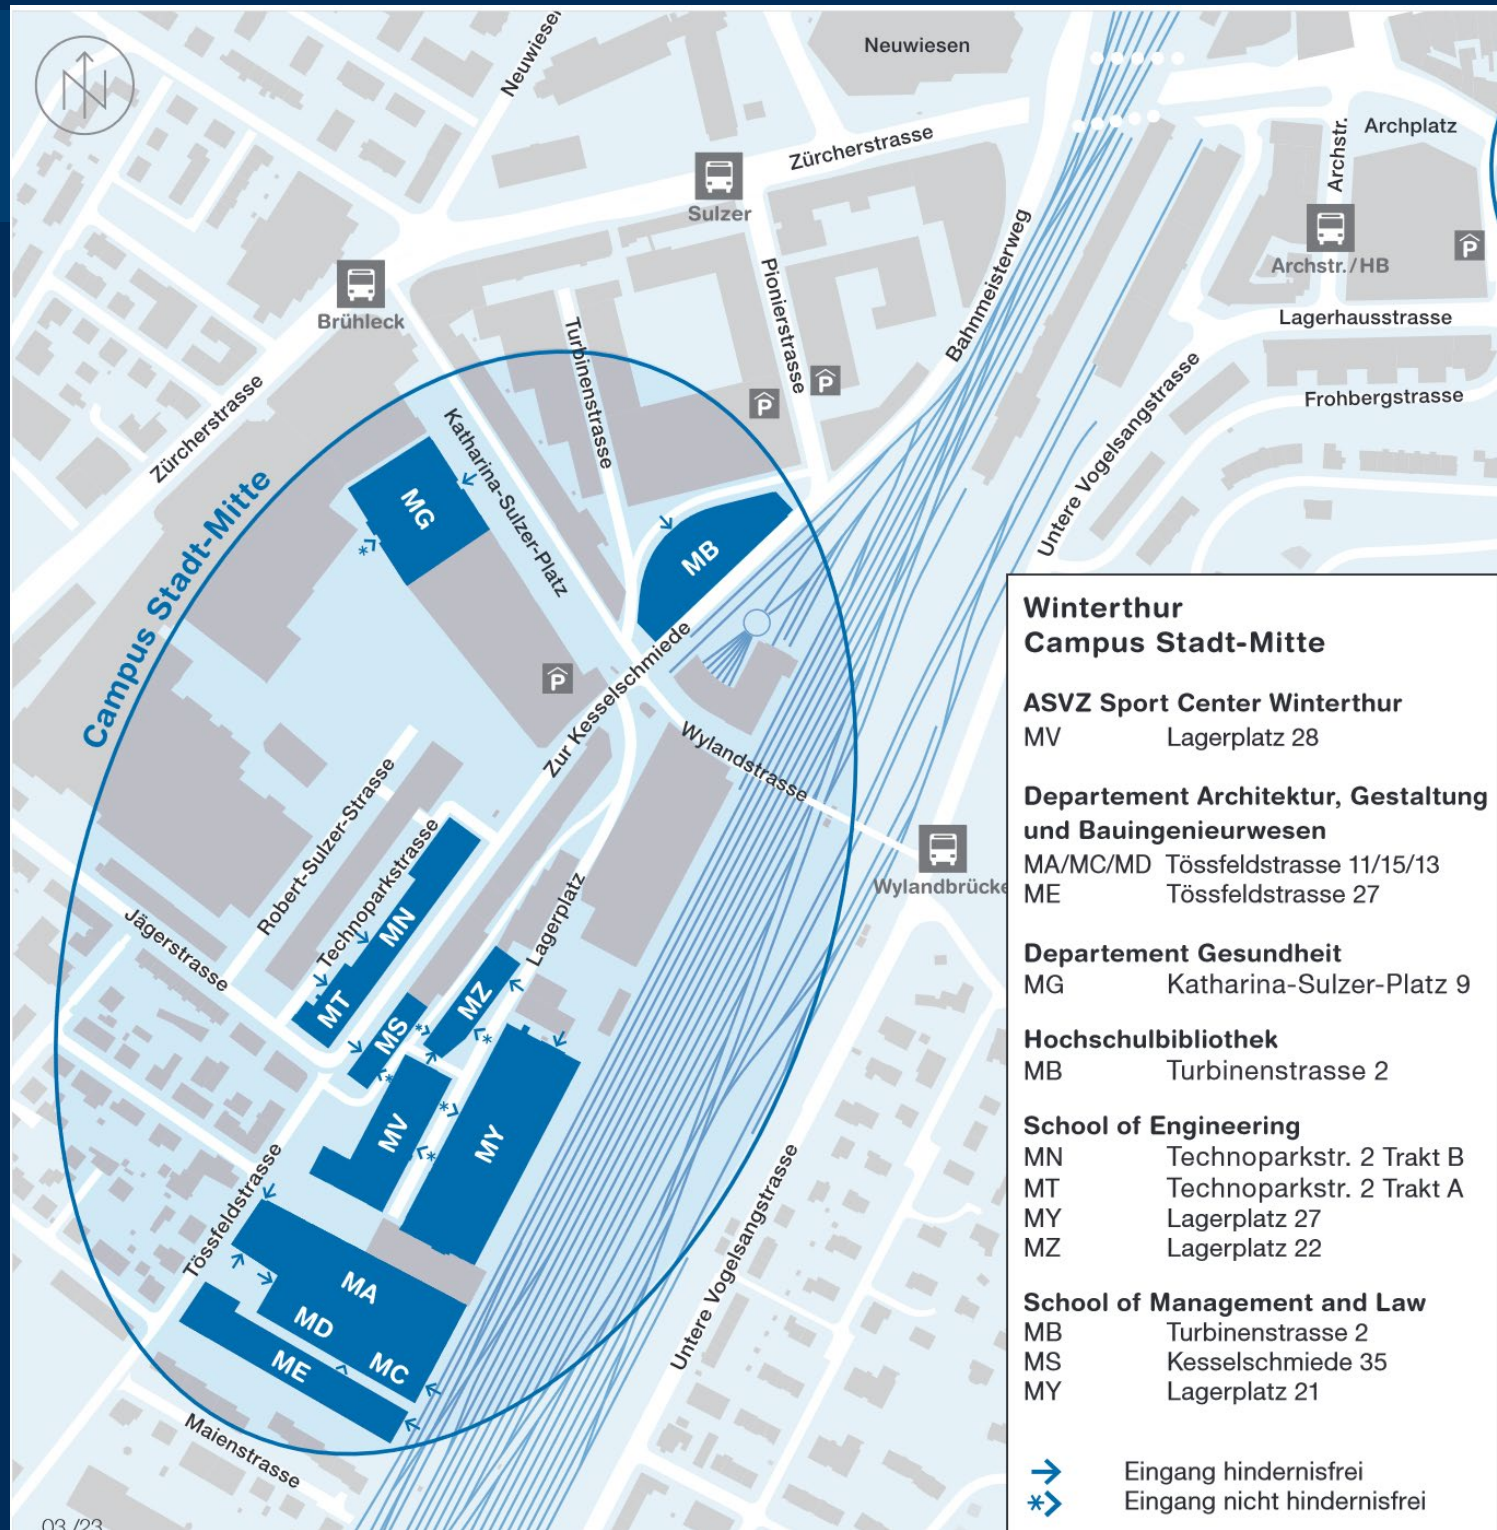 N
Neuwiesen
Zürcherstrasse
Archplatz
Archstr.
Sulzer
P
Archstr./HB
Brühleck
Pionierstrasse
Bahnmeisterweg
Lagerhausstrasse
Turbinenstrasse
P
P
Frohbergstrasse
Zürcherstrasse
Katharina-Sulzer-Platz
Untere Vogelsangstrasse
Campus Stadt-Mitte
MG
MB
P
Zur Kesselschmiede
Wylandstrasse
Wylandbrücke
Robert-Sulzer-Strasse
Technoparkstrasse
Jägerstrasse
Lagerplatz
MN
MT
MZ
MS
MV
MY
Tössfeldstrasse
Untere Vogelsangstrasse
MA
MD
MC
ME
Maienstrasse
Winterthur
Campus Stadt-Mitte
ASVZ Sport Center Winterthur
MV Lagerplatz 28
Departement Architektur, Gestaltung
und Bauingenieurwesen
MA/MC/MD Tössfeldstrasse 11/15/13
ME Tössfeldstrasse 27
Departement Gesundheit
MG Katharina-Sulzer-Platz 9
Hochschulbibliothek
MB Turbinenstrasse 2
School of Engineering
MN Technoparkstr. 2 Trakt B
MT Technoparkstr. 2 Trakt A
MY Lagerplatz 27
MZ Lagerplatz 22
School of Management and Law
MB Turbinenstrasse 2
MS Kesselschmiede 35
MY Lagerplatz 21
→ Eingang hindernisfrei
*> Eingang nicht hindernisfrei
03 /23